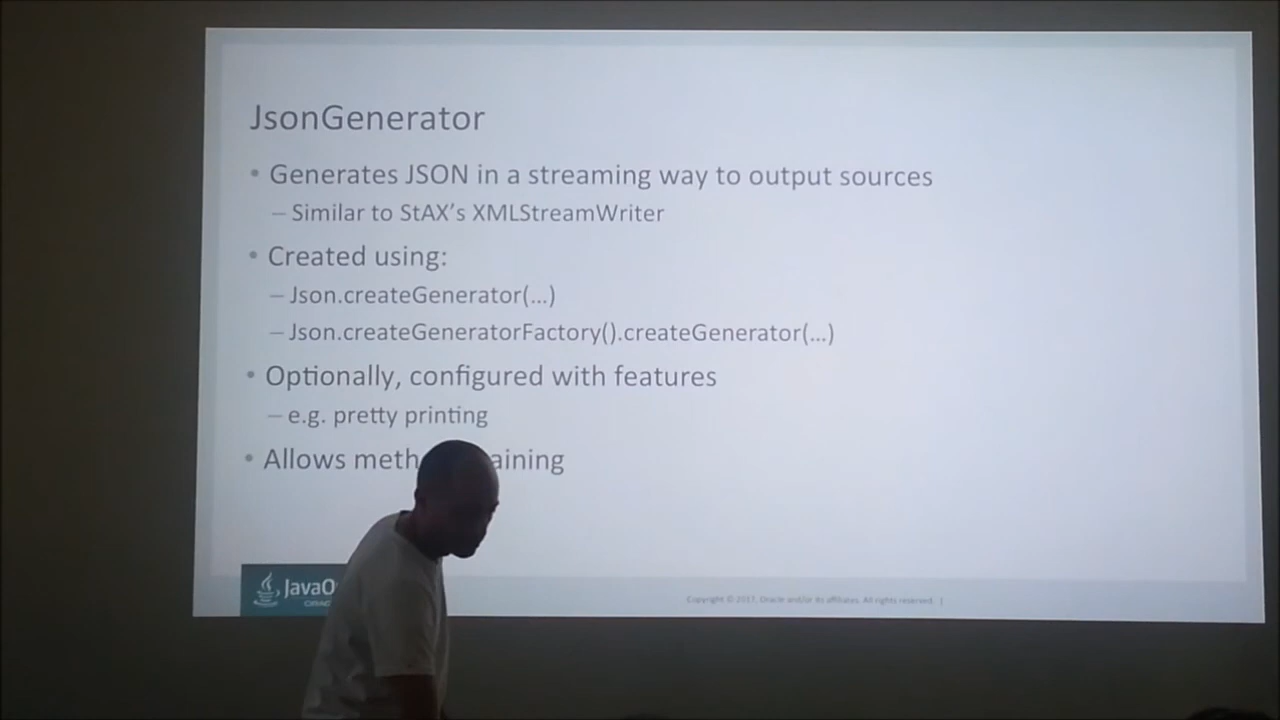 JsonGenerator
• Generates JSON in a streaming way to output sources
– Similar to StAX’s XMLStreamWriter
• Created using:
– Json.createGenerator(…)
– Json.createGeneratorFactory().createGenerator(…)
• Optionally, configured with features
– e.g. pretty printing
• Allows meth aining
JavaO
Copyright © 2017, Oracle and/or its affiliates. All rights reserved. |